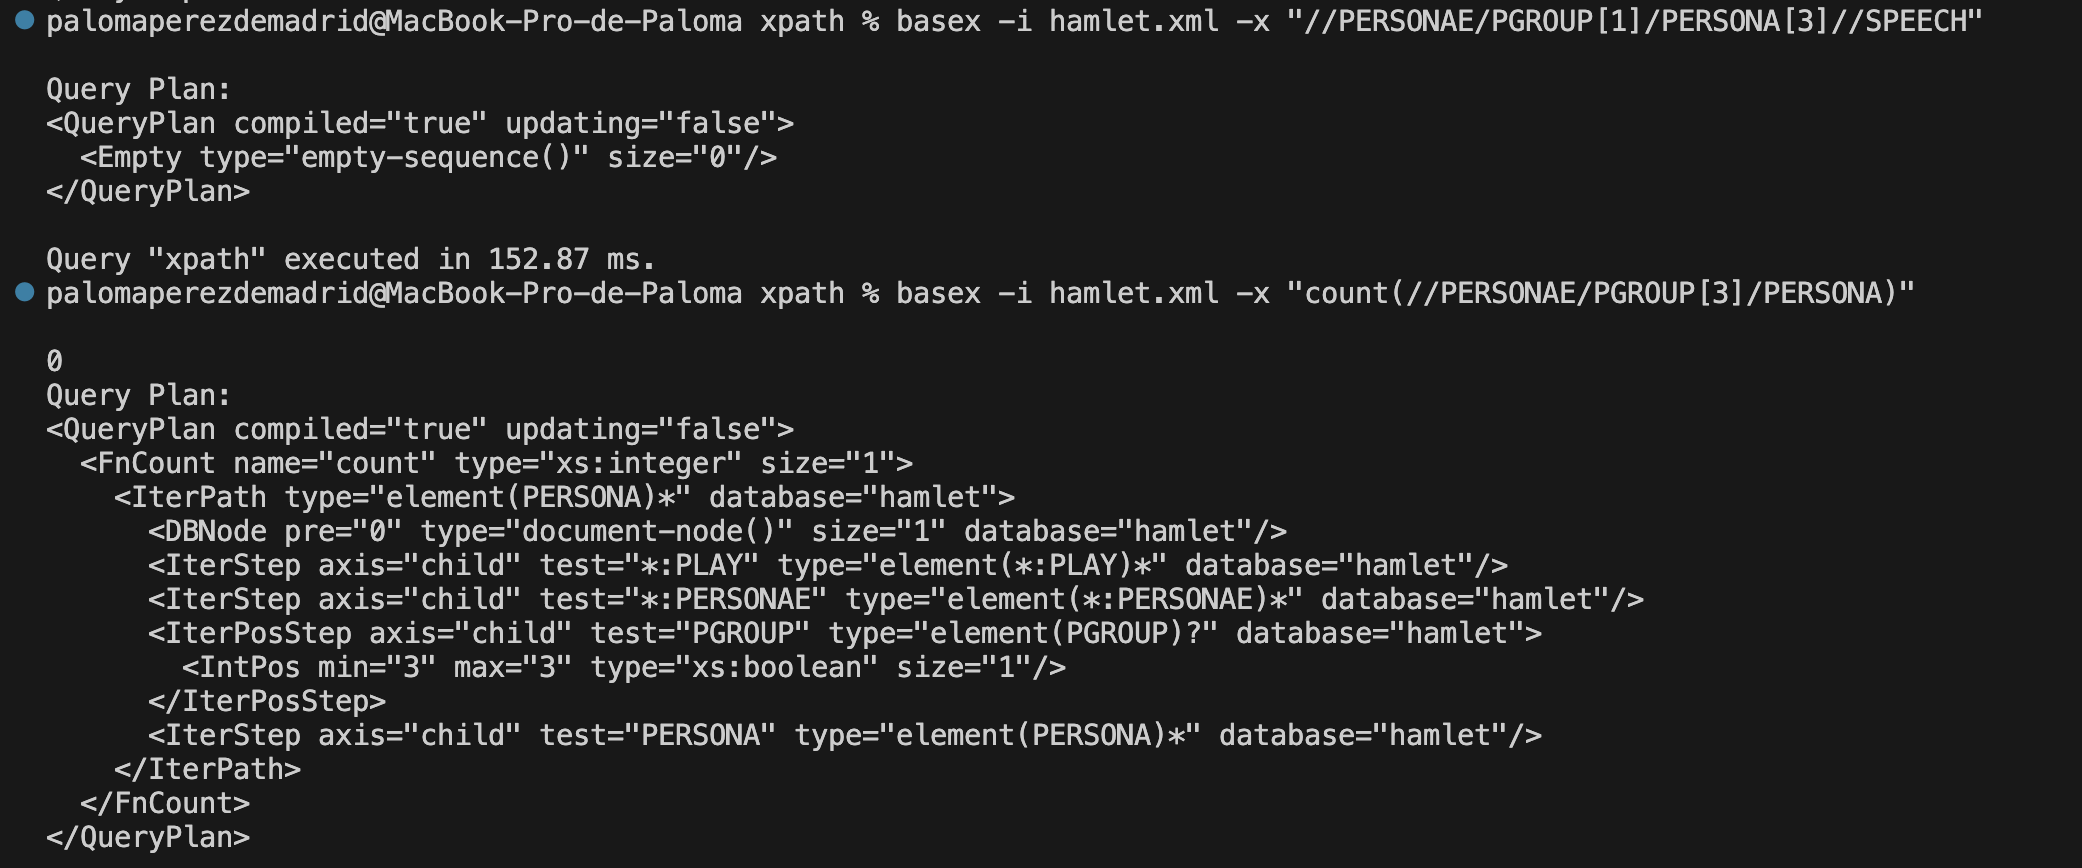 palomaperezdemadrid@MacBook-Pro-de-Paloma xpath % basex -i hamlet.xml -x "//PERSONAE/PGROUP[1]/PERSONA[3]//SPEECH"
Query Plan:
<QueryPlan compiled="true" updating="false">
  <Empty type="empty-sequence()" size="0"/>
</QueryPlan>
Query "xpath" executed in 152.87 ms.
palomaperezdemadrid@MacBook-Pro-de-Paloma xpath % basex -i hamlet.xml -x "count(//PERSONAE/PGROUP[3]/PERSONA)"
0
Query Plan:
<QueryPlan compiled="true" updating="false">
  <FnCount name="count" type="xs:integer" size="1">
    <IterPath type="element(PERSONA)*" database="hamlet">
      <DBNode pre="0" type="document-node()" size="1" database="hamlet"/>
      <IterStep axis="child" test="*:PLAY" type="element(*:PLAY)*" database="hamlet"/>
      <IterStep axis="child" test="*:PERSONAE" type="element(*:PERSONAE)*" database="hamlet"/>
      <IterPosStep axis="child" test="PGROUP" type="element(PGROUP)?" database="hamlet">
        <IntPos min="3" max="3" type="xs:boolean" size="1"/>
      </IterPosStep>
      <IterStep axis="child" test="PERSONA" type="element(PERSONA)*" database="hamlet"/>
    </IterPath>
  </FnCount>
</QueryPlan>